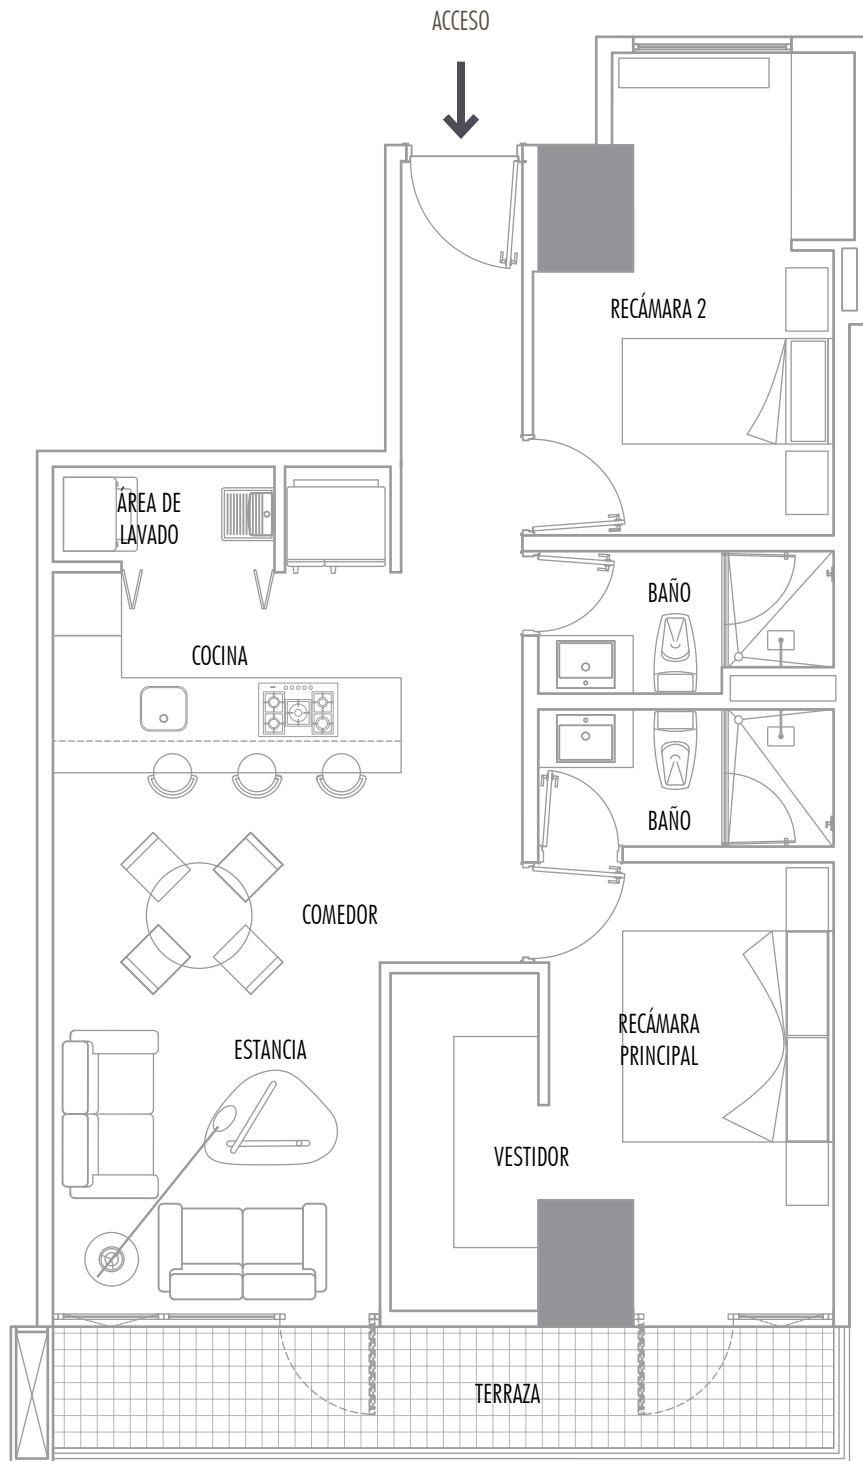 ACCESO
RECÁMARA 2
ÁREA DE
LAVADO
BAÑO
COCINA
BAÑO
COMEDOR
RECÁMARA
PRINCIPAL
ESTANCIA
VESTIDOR
TERRAZA